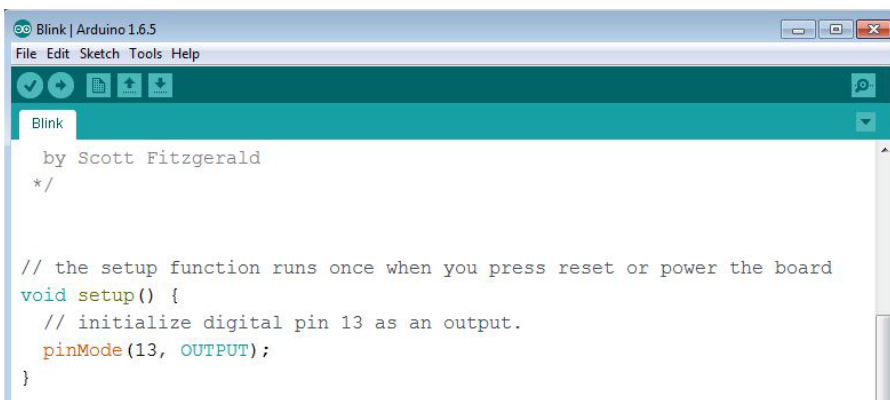 Blink | Arduino 1.6.5
File Edit Sketch Tools Help
Blink
by Scott Fitzgerald
*/
// the setup function runs once when you press reset or power the board
void setup() {
// initialize digital pin 13 as an output.
pinMode(13, OUTPUT);
}